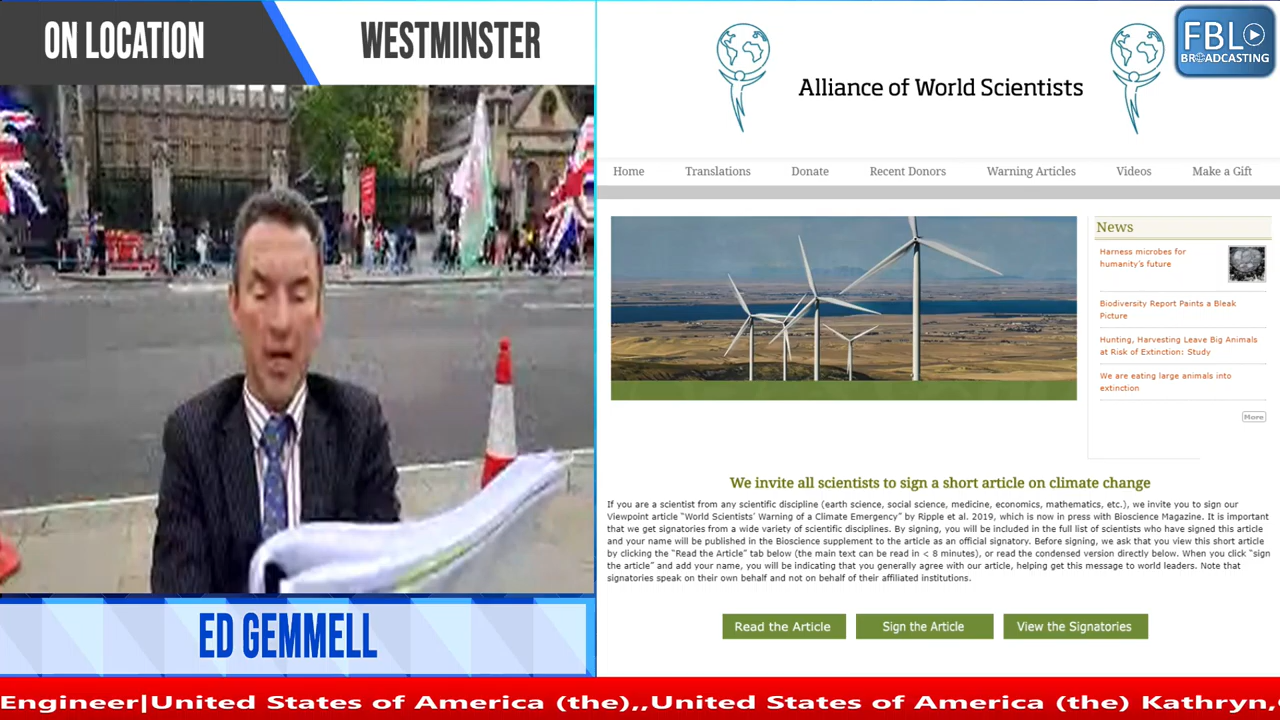 ON LOCATION
WESTMINSTER
FBL
BROADCASTING
Alliance of World Scientists
Home Translations Donate Recent Donors Warning Articles Videos Make a Gift
News
Harness microbes for
humanity's future
Biodiversity Report Paints a Bleak
Picture
Hunting, Harvesting Leave Big Animals
at Risk of Extinction: Study
We are eating large animals into
extinction
More
We invite all scientists to sign a short article on climate change
If you are a scientist from any scientific discipline (earth science, social science, medicine, economics, mathematics, etc.), we invite you to sign our
Viewpoint article "World Scientists' Warning of a Climate Emergency" by Ripple et al. 2019, which is now in press with Bioscience Magazine. It is important
that we get signatories from a wide variety of scientific disciplines. By signing, you will be included in the full list of scientists who have signed this article
and your name will be published in the Bioscience supplement to the article as an official signatory. Before signing, we ask that you view this short article
by clicking the "Read the Article" tab below (the main text can be read in < 8 minutes), or read the condensed version directly below. When you click "sign
the article" and add your name, you will be indicating that you generally agree with our article, helping get this message to world leaders. Note that
signatories speak on their own behalf and not on behalf of their affiliated institutions.
Read the Article Sign the Article View the Signatories
ED GEMMELL
Engineer|United States of America (the),,United States of America (the) Kathryn,